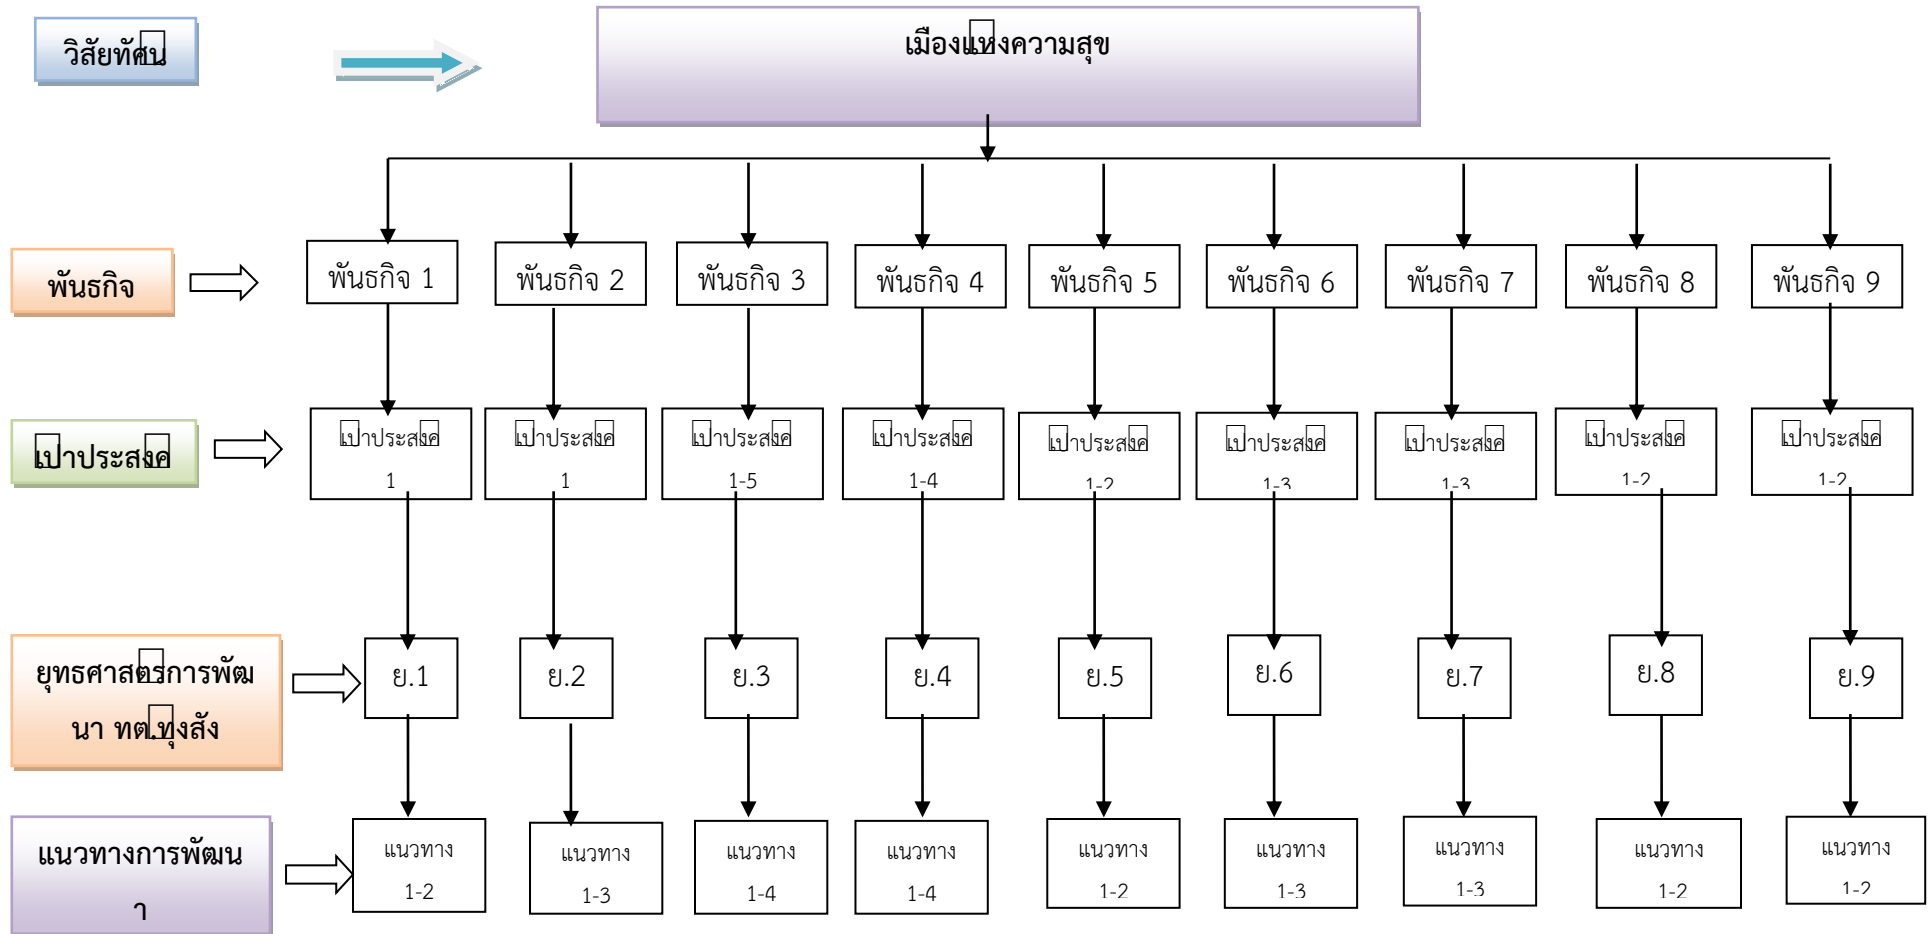 วิสัยทัศน
เมืองแหงความสุข
พันธกิจ
พันธกิจ 1
พันธกิจ 2
พันธกิจ 3
พันธกิจ 4
พันธกิจ 5
พันธกิจ 6
พันธกิจ 7
พันธกิจ 8
พันธกิจ 9
เปาประสงค
เปาประสงค
1
เปาประสงค
1
เปาประสงค
1-5
เปาประสงค
1-4
เปาประสงค
1-2
เปาประสงค
1-3
เปาประสงค
1-3
เปาประสงค
1-2
เปาประสงค
1-2
ยุทธศาสตรการพัฒ
นา ทต.ทุงสัง
ย.1
ย.2
ย.3
ย.4
ย.5
ย.6
ย.7
ย.8
ย.9
แนวทางการพัฒน
า
แนวทาง
1-2
แนวทาง
1-3
แนวทาง
1-4
แนวทาง
1-4
แนวทาง
1-2
แนวทาง
1-3
แนวทาง
1-3
แนวทาง
1-2
แนวทาง
1-2